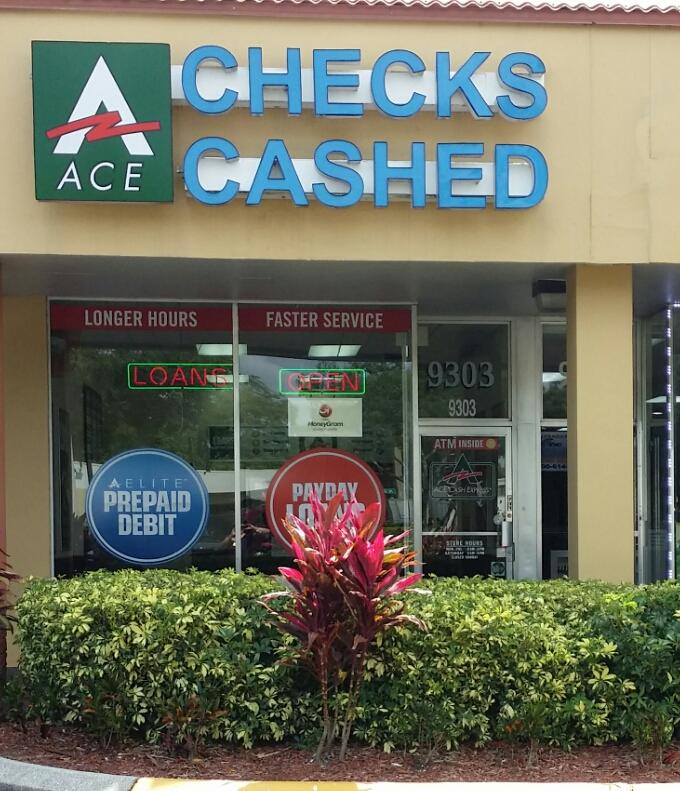 CHECKS
CASHED
ACE
LONGER HOURS
FASTER SERVICE
LOANS
OPEN
9303
9303
MoneyGram
ATM INSIDE
AELITE
PREPAID
DEBIT
PAYDAY
ACE CASH EXPRESS
STORE HOURS